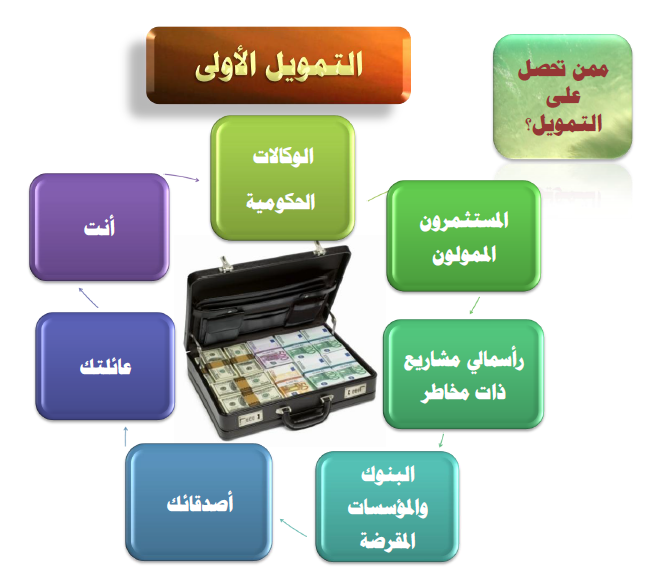 التمويل الأولى
ممن تحصل
على
التمويل؟
الوكالات
الحكومية
المستثمرون
الممولون
رأسمالي مشاريع
ذات مخاطر
البنوك
والمؤسسات
المقرضة
أصدقائك
عائلتك
أنت